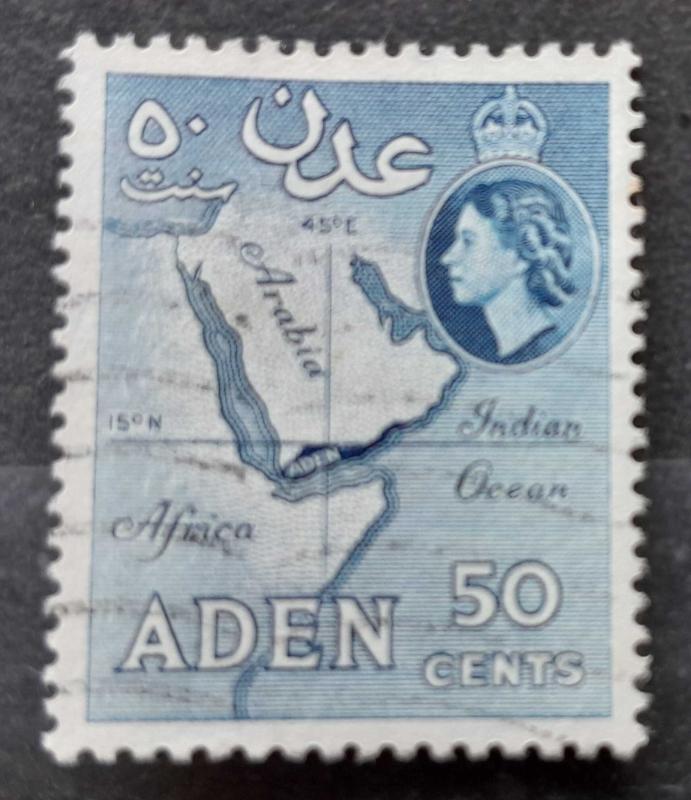 ٥٠ عدن
سنت
45°E
Arabia
15°N
Indian
ADEN
Ocean
Africa
50
ADEN
CENTS